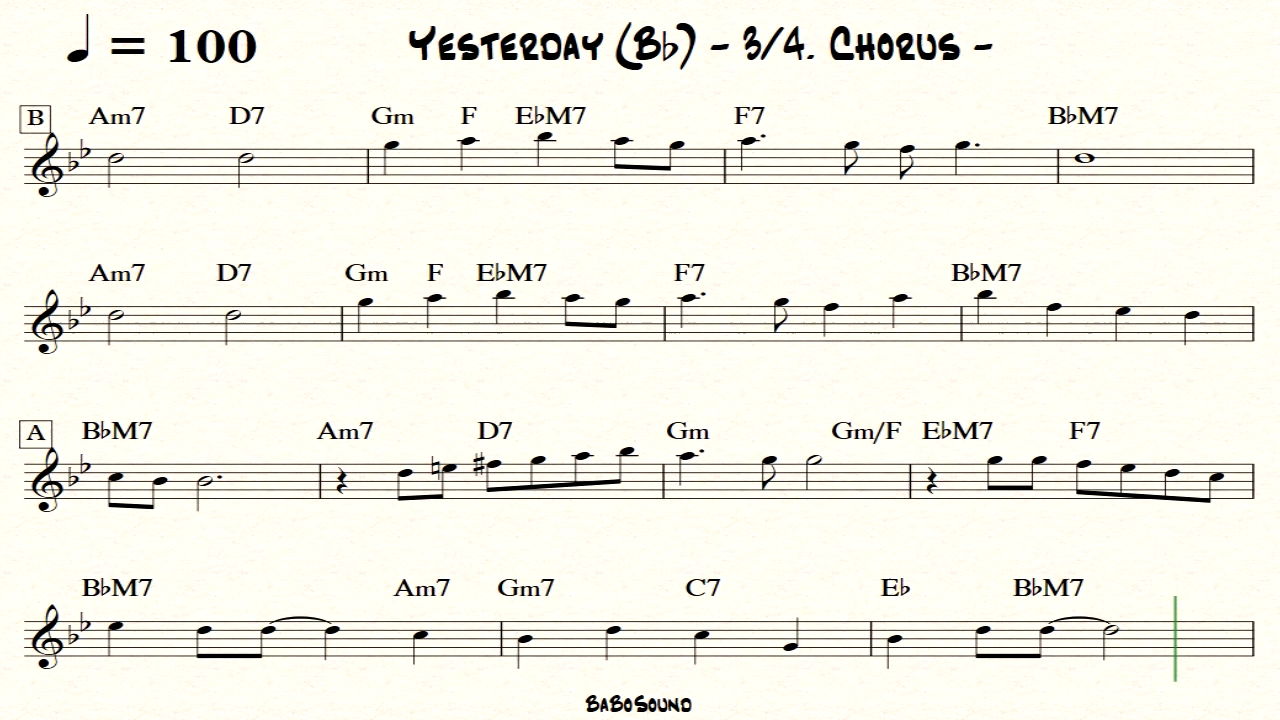 ♩ = 100 Yesterday (B♭) - 3/4. Chorus -
B Am7 D7 Gm F E♭M7 F7 B♭M7
Am7 D7 Gm F E♭M7 F7 B♭M7
A B♭M7 Am7 D7 Gm Gm/F E♭M7 F7
B♭M7 Am7 Gm7 C7 E♭ B♭M7
BaBoSound